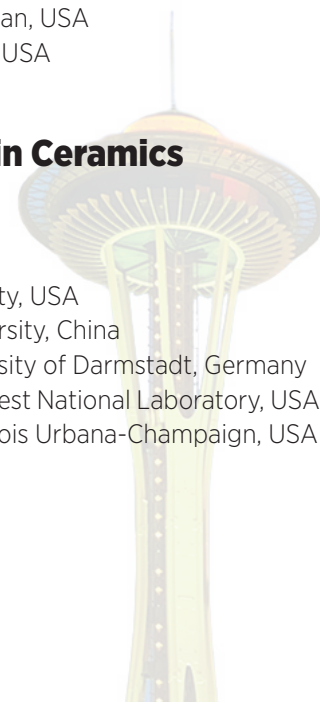 an, USA
USA
in Ceramics
ty, USA
rsity, China
sity of Darmstadt, Germany
est National Laboratory, USA
ois Urbana-Champaign, USA